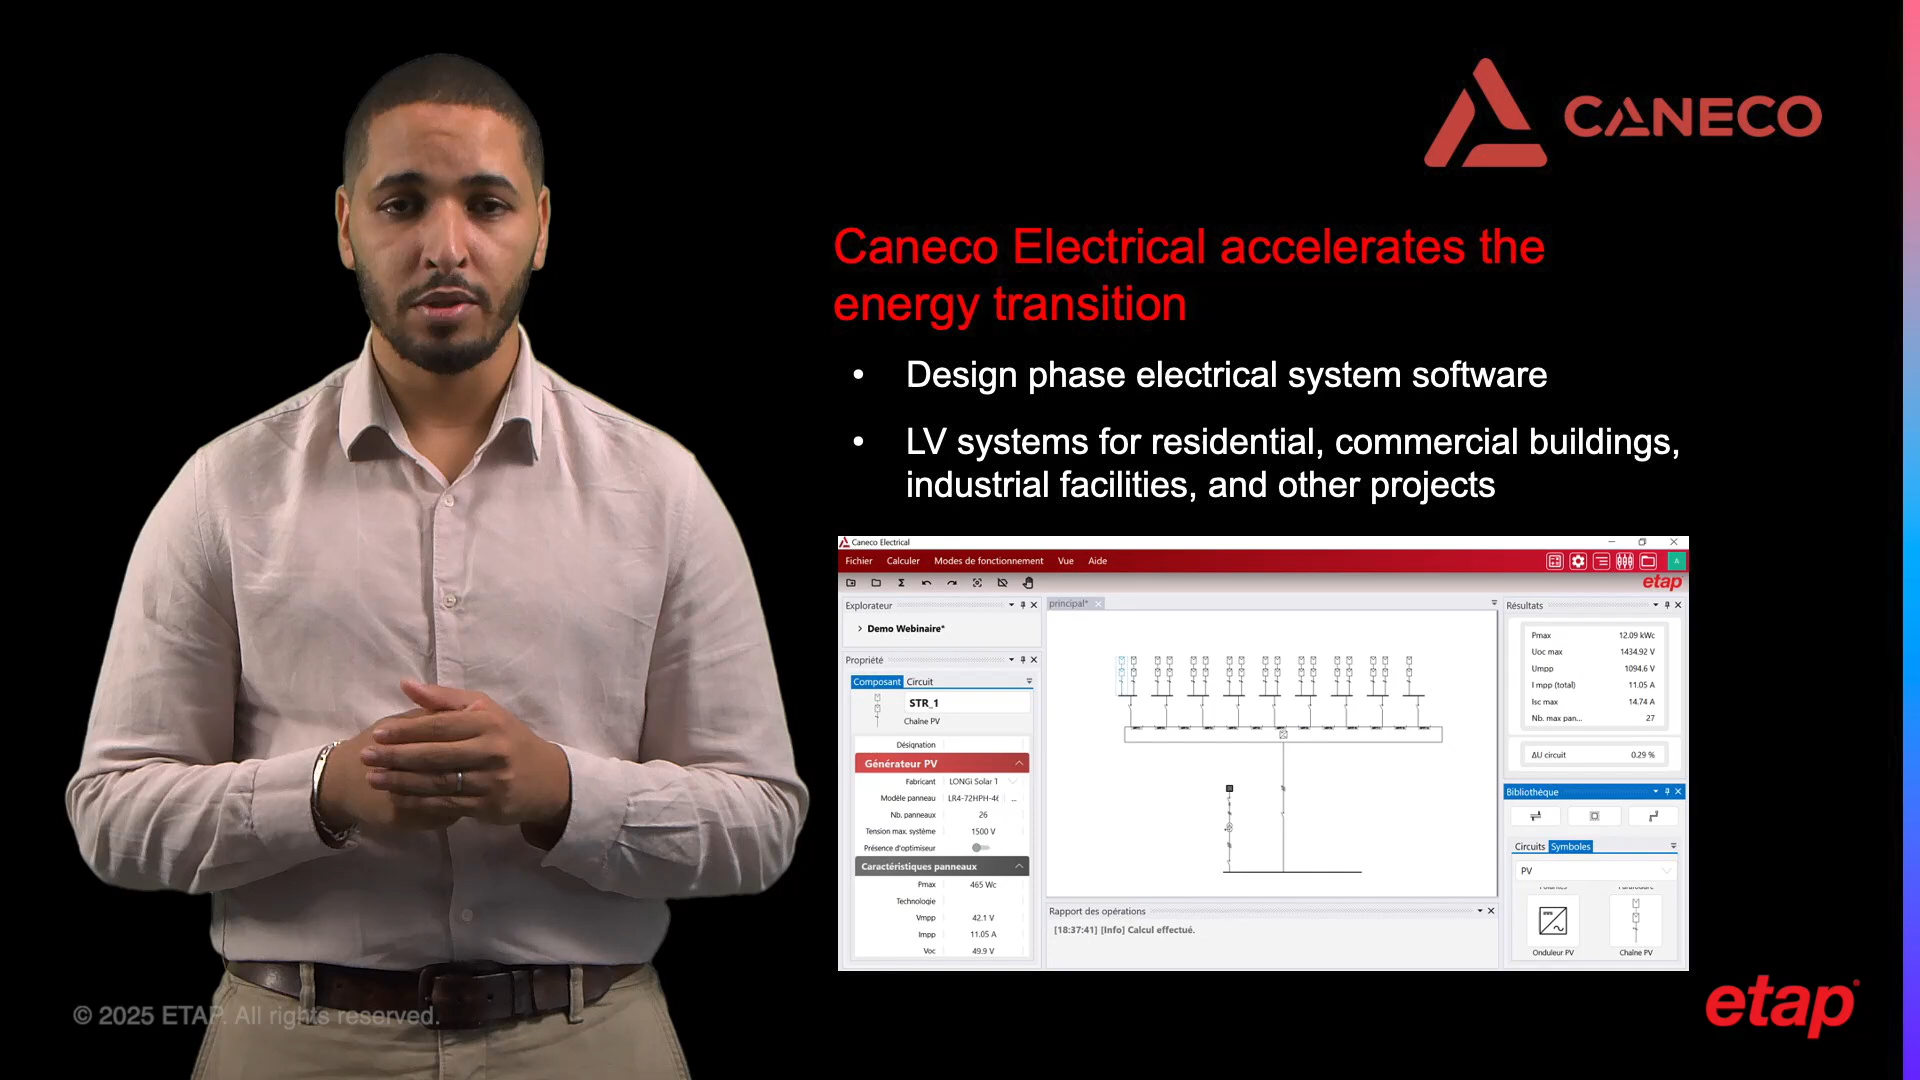 CANECO
Caneco Electrical accelerates the
energy transition
• Design phase electrical system software
• LV systems for residential, commercial buildings,
industrial facilities, and other projects
Caneco Electrical
Fichier Calculer Modes de fonctionnement Vue Aide
A
etap
Explorateur
> Demo Webinaire*
Propriété
Composant Circuit
STR_1
Chaîne PV
Désignation
Générateur PV
Fabricant LONGi Solar T
Modèle panneau LR4-72HPH-46 ...
Nb. panneaux 26
Tension max. système 1500 V
Présence d'optimiseur
Caractéristiques panneaux
Pmax 465 Wc
Technologie
Vmpp 42.1 V
Impp 11.05 A
Voc 49.9 V
principal*
Rapport des opérations
[18:37:41] [Info] Calcul effectué.
Résultats
Pmax 12.09 kWc
Uoc max 1434.92 V
Umpp 1094.6 V
I mpp (total) 11.05 A
Isc max 14.74 A
Nb. max pan... 27
ΔU circuit 0.29 %
Bibliothèque
Circuits Symboles
PV
Onduleur PV Chaîne PV
© 2025 ETAP. All rights reserved.
etap